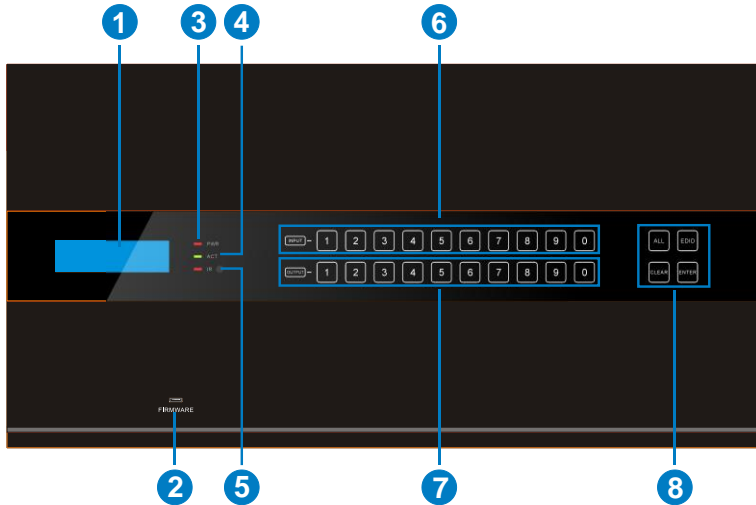 1 3 4 6
PWR
ACT
IR
INPUT 1 2 3 4 5 6 7 8 9 0
OUTPUT 1 2 3 4 5 6 7 8 9 0
ALL EDID
CLEAR ENTER
FIRMWARE
2 5 7 8